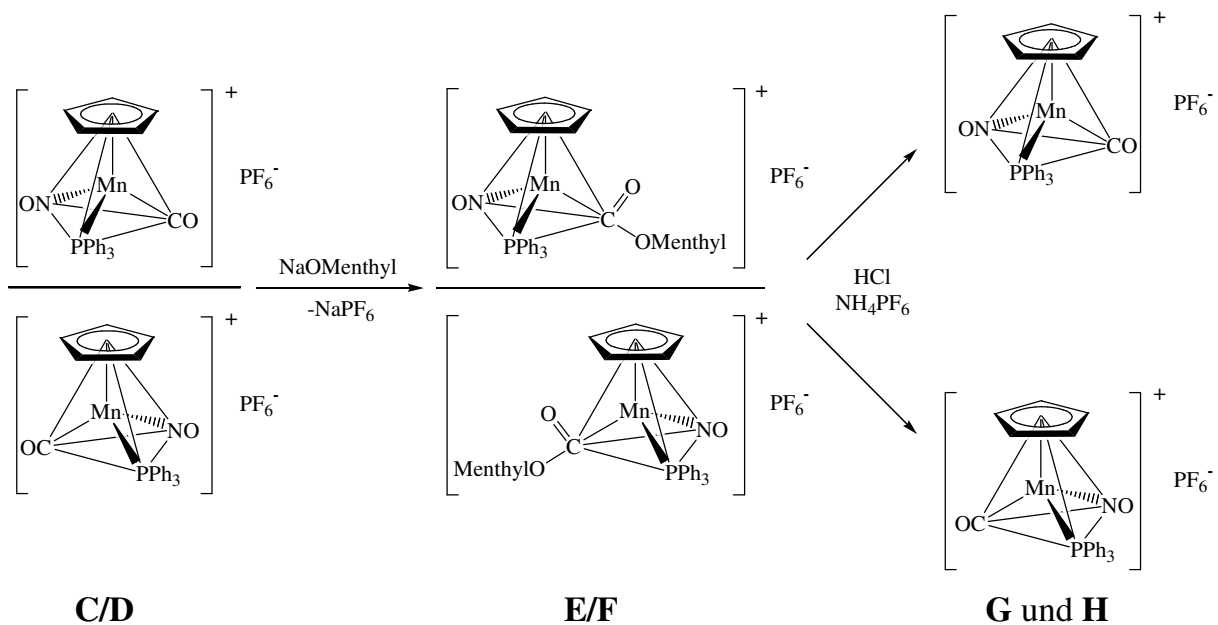 +
ON
Mn
CO
PPh3
PF6-
+
OC
Mn
NO
PPh3
PF6-
NaOMenthyl
-NaPF6
+
ON
Mn
C
O
OMenthyl
PPh3
PF6-
+
O
C
MenthylO
Mn
NO
PPh3
PF6-
HCl
NH4PF6
+
ON
Mn
CO
PPh3
PF6-
+
OC
Mn
NO
PPh3
PF6-
C/D
E/F
G und H